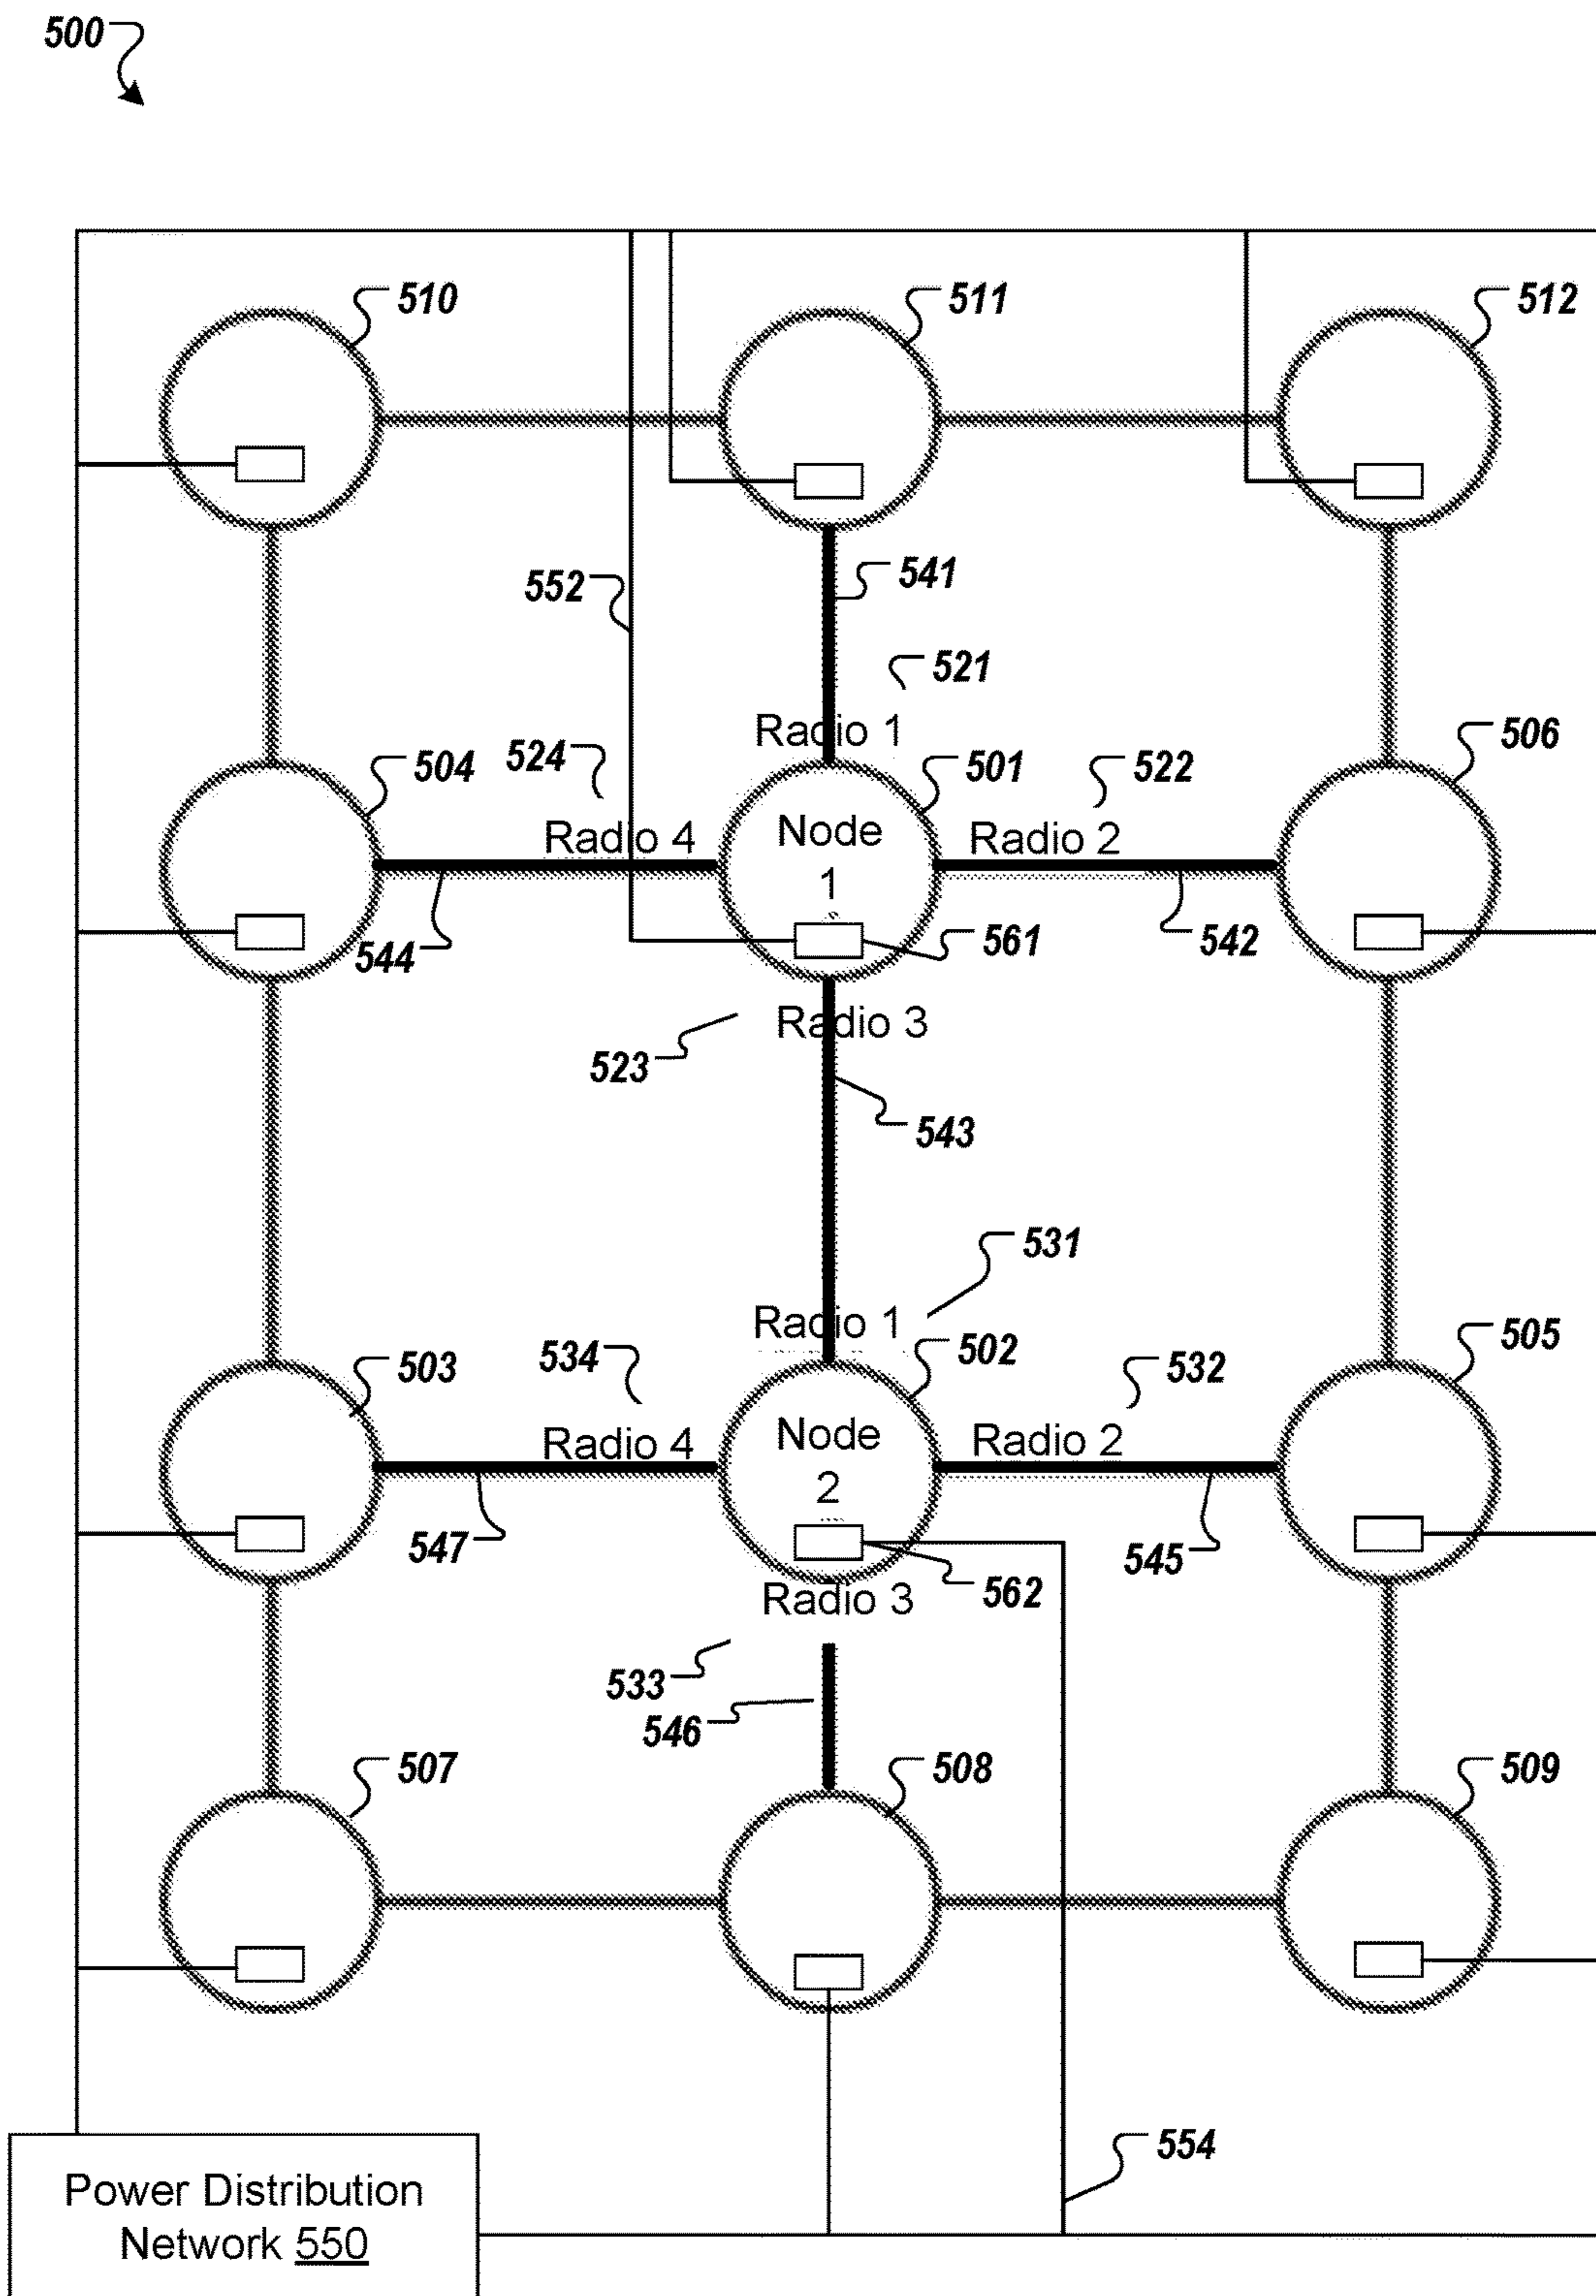 500
510
511
512
552
541
521
Radio 1
504
524
501
522
506
Radio 4
Node
1
Radio 2
544
561
542
523
Radio 3
543
531
Radio 1
503
534
502
532
505
Radio 4
Node
2
Radio 2
547
562
545
Radio 3
533
546
507
508
509
554
Power Distribution
Network 550